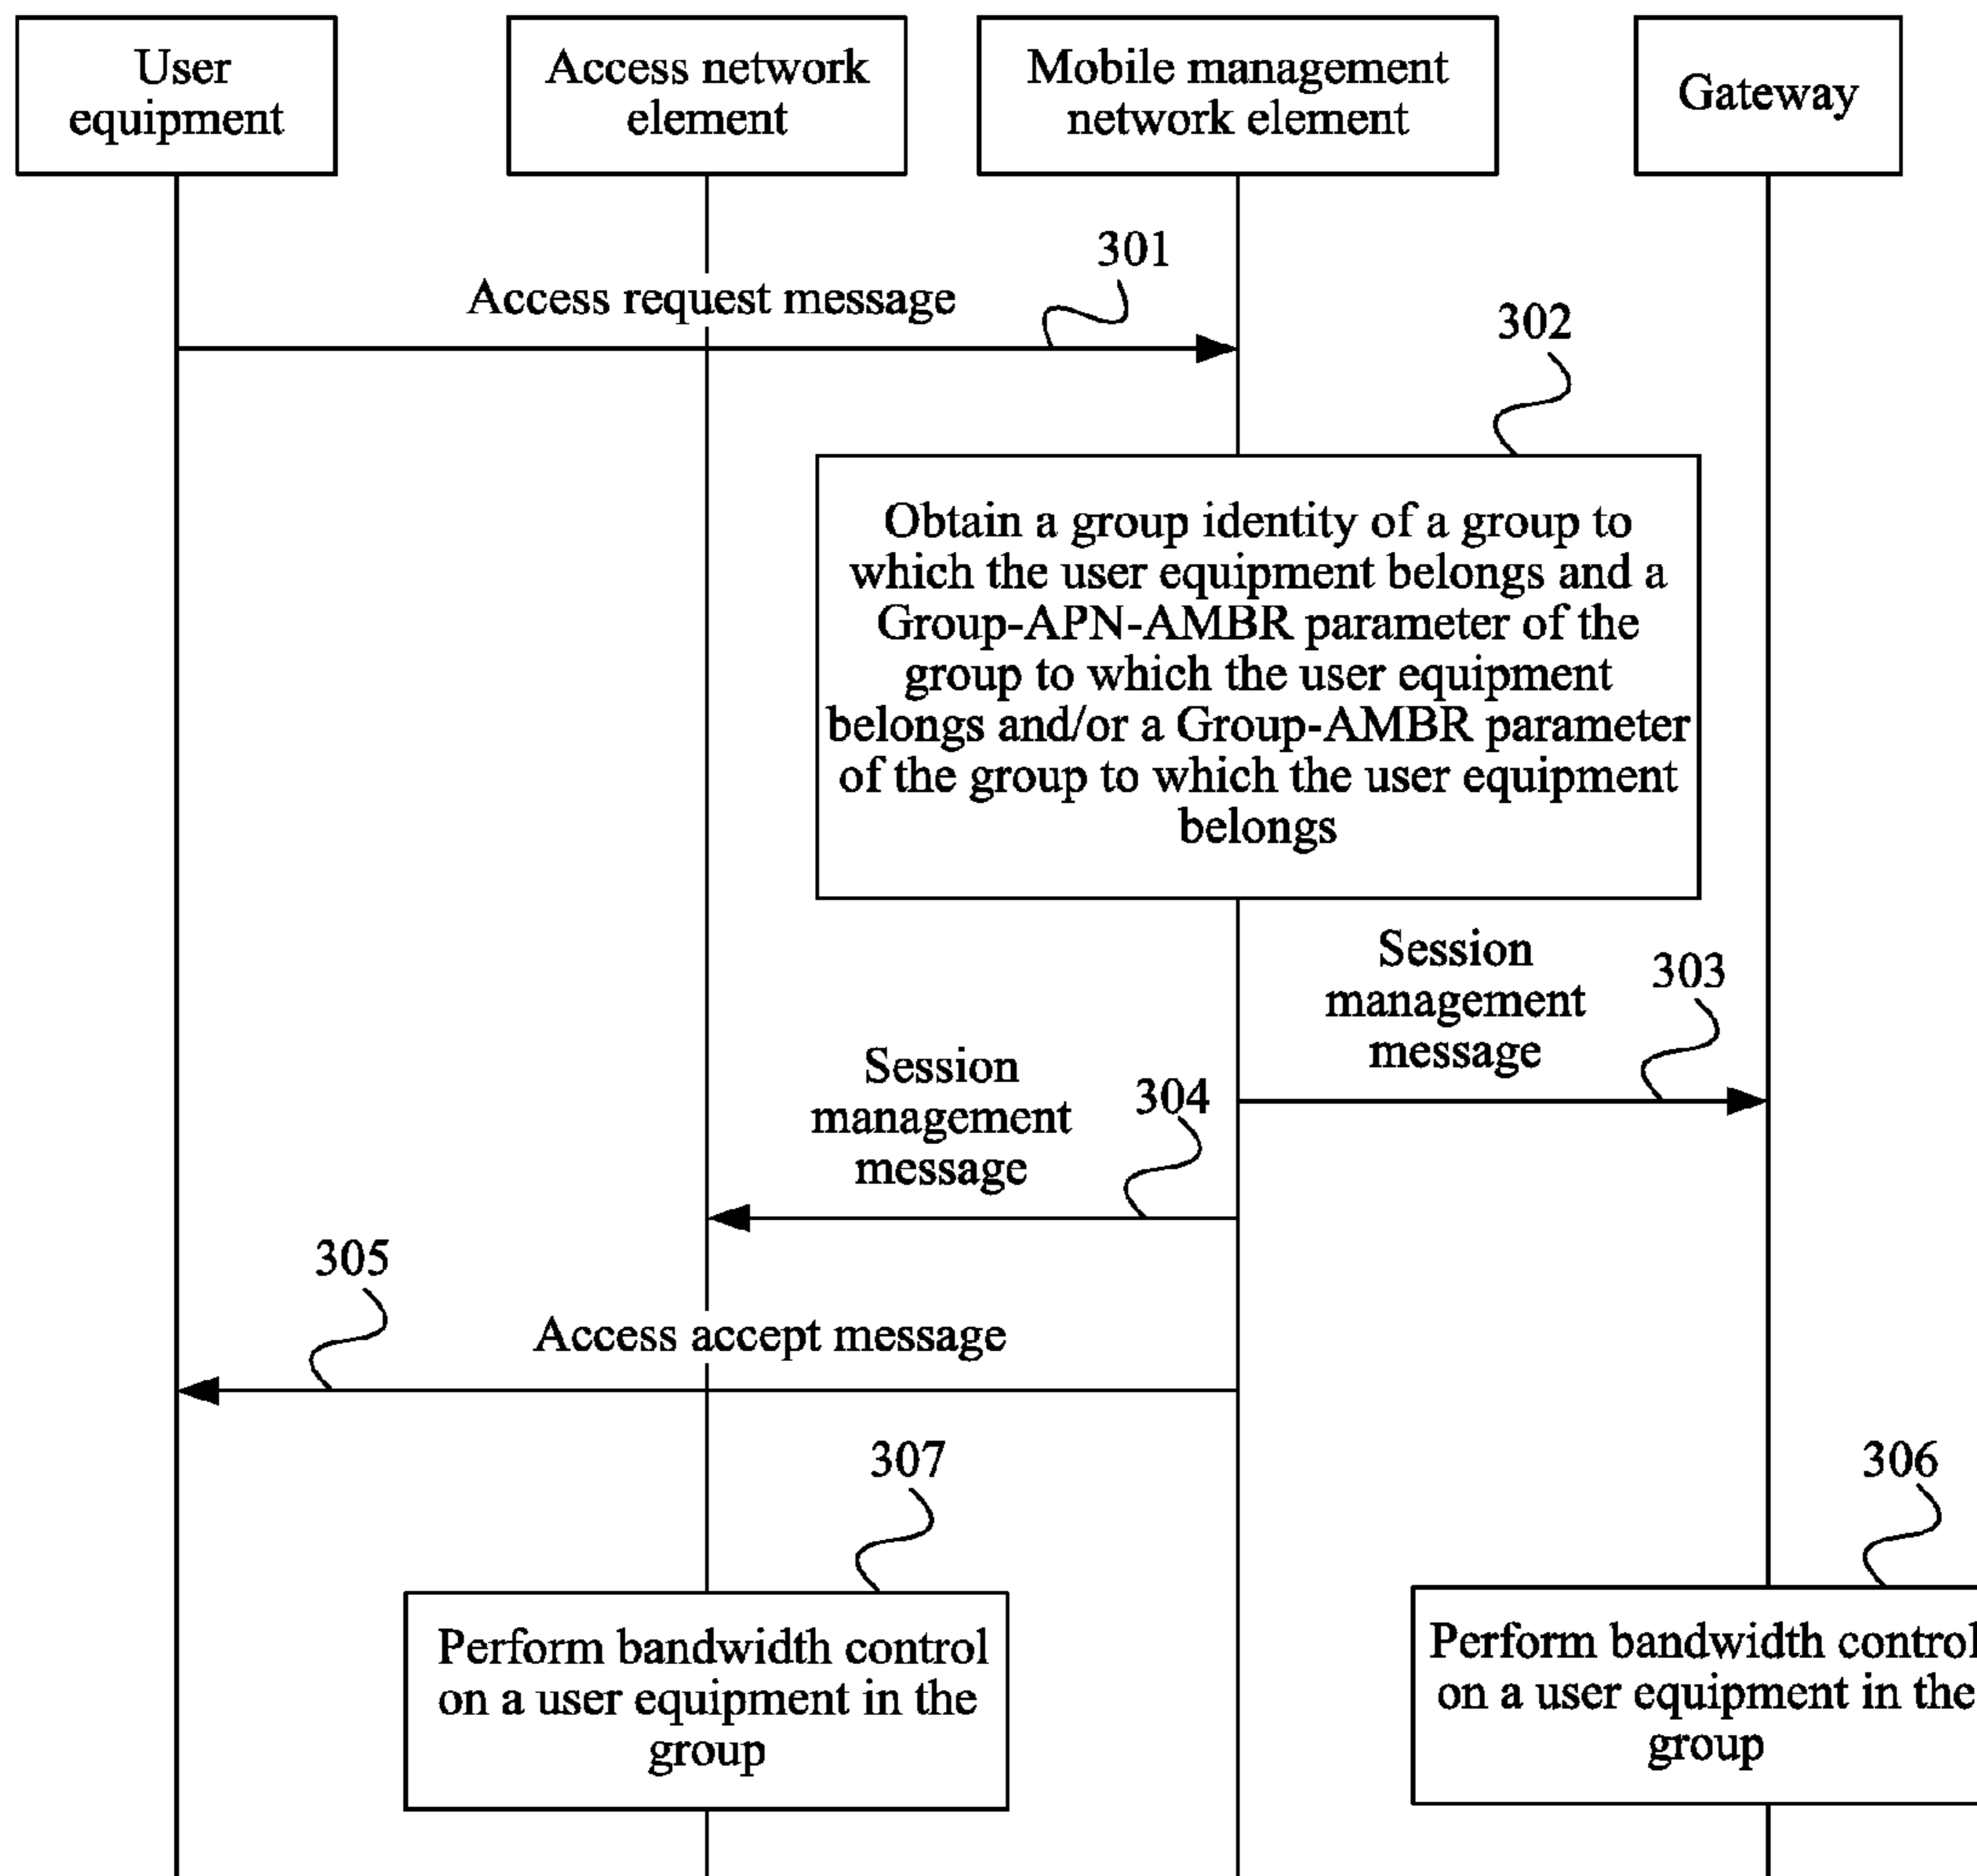 User
equipment
Access network
element
Mobile management
network element
Gateway
301
Access request message
302
Obtain a group identity of a group to
which the user equipment belongs and a
Group-APN-AMBR parameter of the
group to which the user equipment
belongs and/or a Group-AMBR parameter
of the group to which the user equipment
belongs
Session
management
message
303
Session
management
message
304
305
Access accept message
307
306
Perform bandwidth control
on a user equipment in the
group
Perform bandwidth control
on a user equipment in the
group